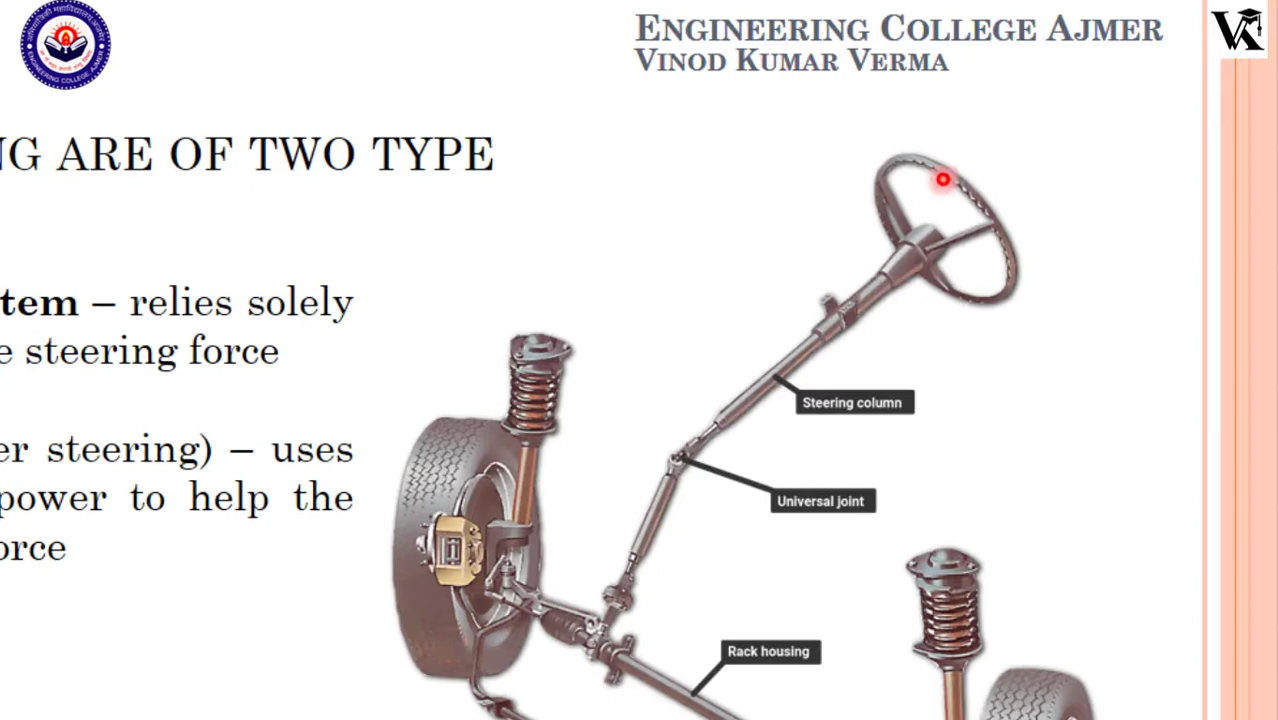 ENGINEERING COLLEGE AJMER
VINOD KUMAR VERMA
NG ARE OF TWO TYPE
tem – relies solely
e steering force
er steering) – uses
power to help the
orce
Steering column
Universal joint
Rack housing